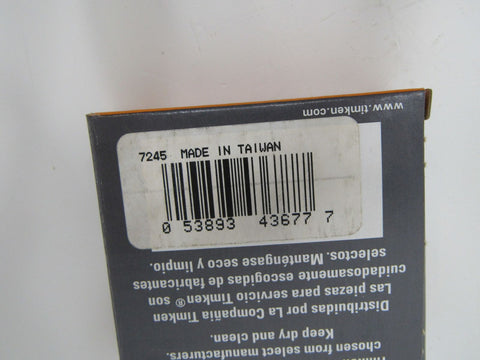 7245 MADE IN TAIWAN
0 53893 43677 7
www.timken.com
chosen from select manufacturers.
Keep dry and clean.
Distribuidas por La Compañía Timken
Las piezas para servicio Timken® son
cuidadosamente escogidas de fabricantes
selectos. Manténgase seco y limpio.